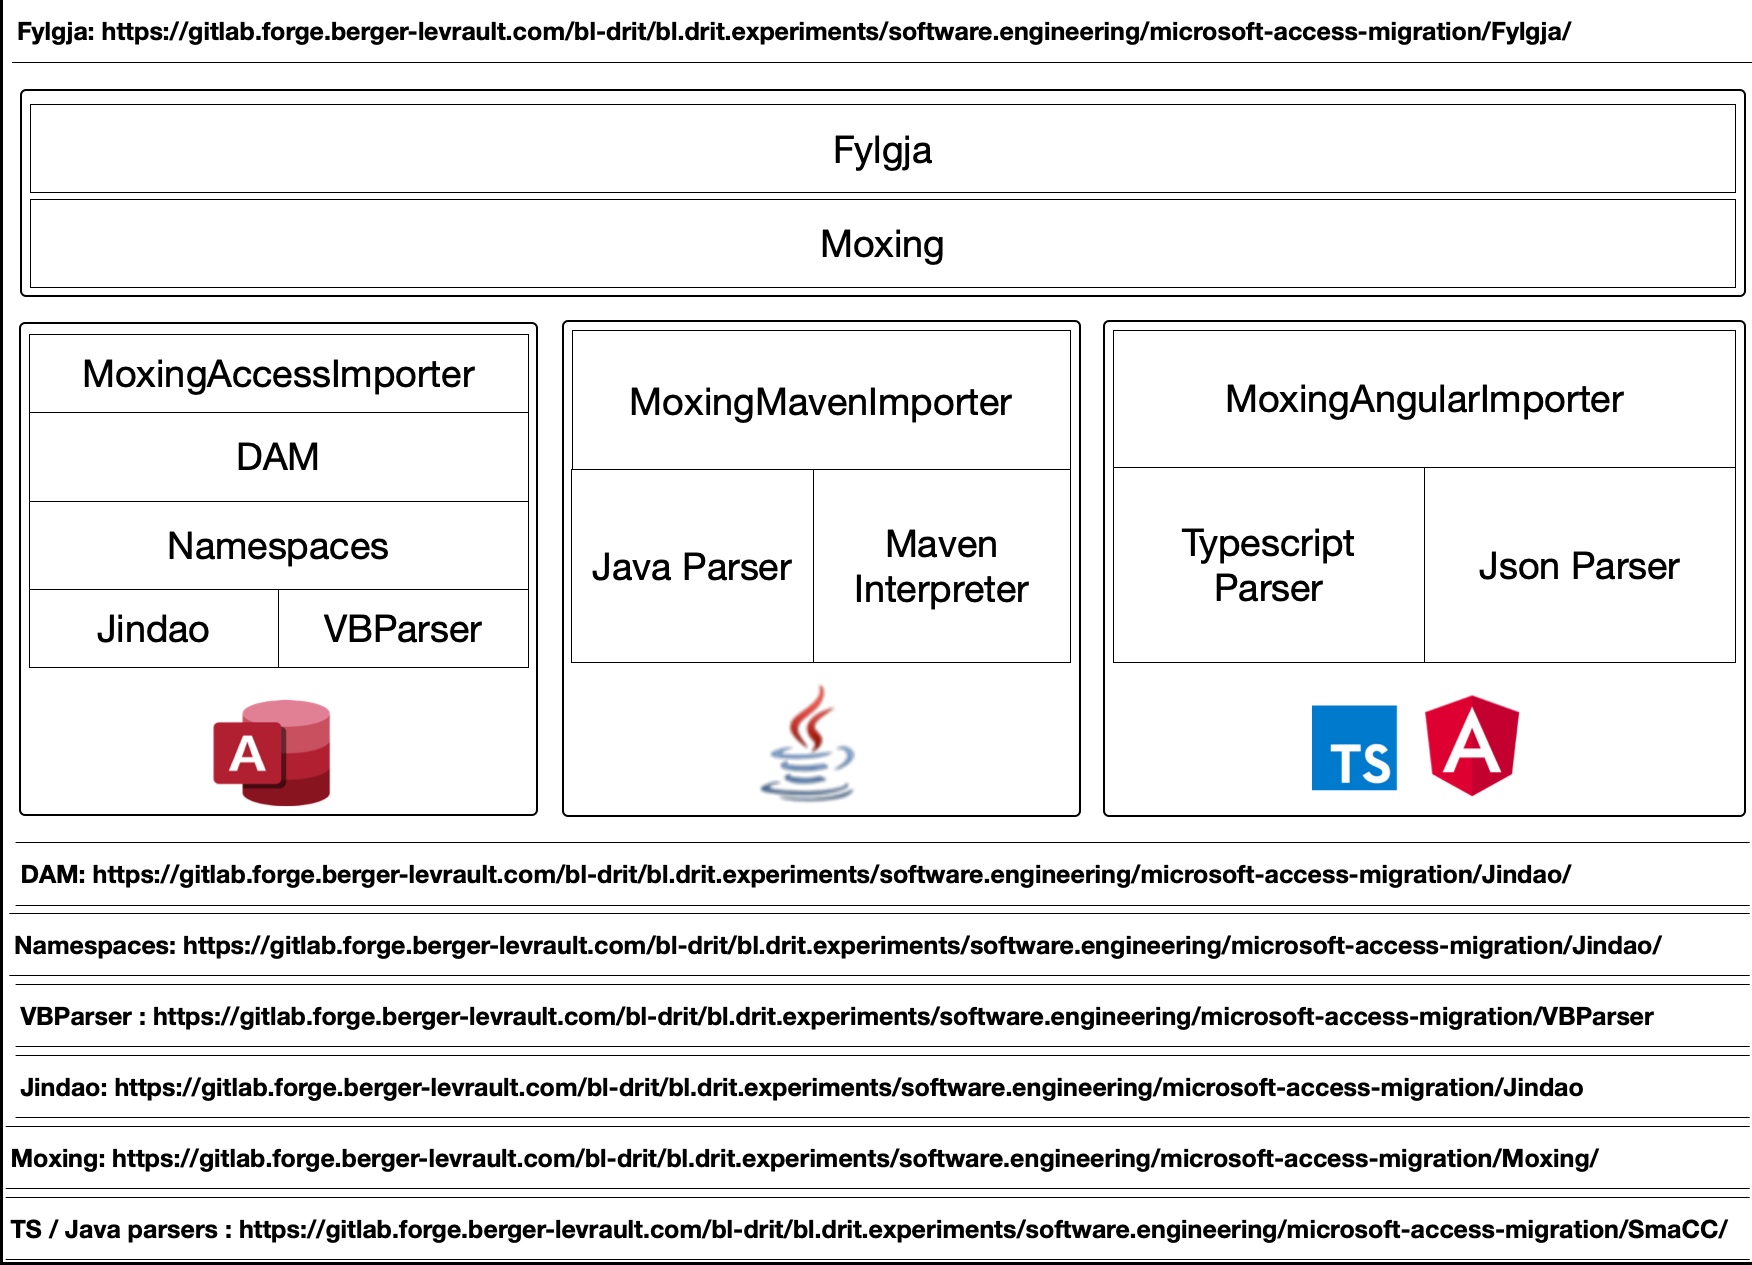 Fylgja: https://gitlab.forge.berger-levrault.com/bl-drit/bl.drit.experiments/software.engineering/microsoft-access-migration/Fylgja/
Fylgja
Moxing
MoxingAccessImporter
DAM
Namespaces
Jindao
VBParser
A
MoxingMavenImporter
Java Parser
Maven
Interpreter
MoxingAngularImporter
Typescript
Parser
Json Parser
TS
A
DAM: https://gitlab.forge.berger-levrault.com/bl-drit/bl.drit.experiments/software.engineering/microsoft-access-migration/Jindao/
Namespaces: https://gitlab.forge.berger-levrault.com/bl-drit/bl.drit.experiments/software.engineering/microsoft-access-migration/Jindao/
VBParser : https://gitlab.forge.berger-levrault.com/bl-drit/bl.drit.experiments/software.engineering/microsoft-access-migration/VBParser
Jindao: https://gitlab.forge.berger-levrault.com/bl-drit/bl.drit.experiments/software.engineering/microsoft-access-migration/Jindao
Moxing: https://gitlab.forge.berger-levrault.com/bl-drit/bl.drit.experiments/software.engineering/microsoft-access-migration/Moxing/
TS / Java parsers : https://gitlab.forge.berger-levrault.com/bl-drit/bl.drit.experiments/software.engineering/microsoft-access-migration/SmaCC/